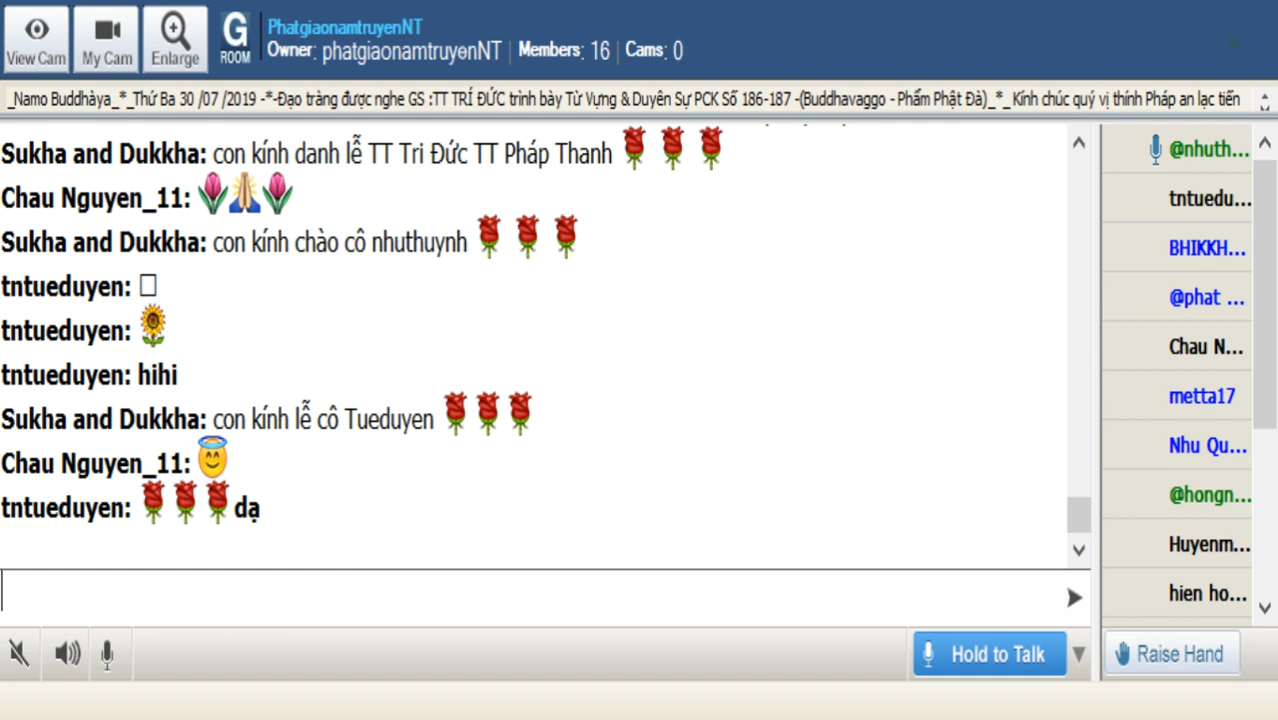 View Cam
My Cam
Enlarge
G
ROOM
PhatgiaonamtruyenNT
Owner: phatgiaonamtruyenNT | Members: 16 | Cams: 0
_Namo Buddhàya_*_Thứ Ba 30 /07 /2019 -*-Đạo tràng được nghe GS :TT TRÍ ĐỨC trình bày Từ Vựng & Duyên Sự PCK Số 186-187 -(Buddhavaggo - Phẩm Phật Đà)_*_ Kính chúc quý vị thính Pháp an lạc tiến
Sukha and Dukkha: con kính danh lễ TT Tri Đức TT Pháp Thanh 🌹 🌹 🌹
Chau Nguyen_11: 🌷🙏🌷
Sukha and Dukkha: con kính chào cô nhuthuynh 🌹 🌹 🌹
tntueduyen: □
tntueduyen: 🌻
tntueduyen: hihi
Sukha and Dukkha: con kính lễ cô Tueduyen 🌹🌹🌹
Chau Nguyen_11: 😇
tntueduyen: 🌹🌹🌹dạ
@nhuth...
tntuedu...
BHIKKH...
@phat ...
Chau N...
metta17
Nhu Qu...
@hongn...
Huyenm...
hien ho...
Hold to Talk
Raise Hand